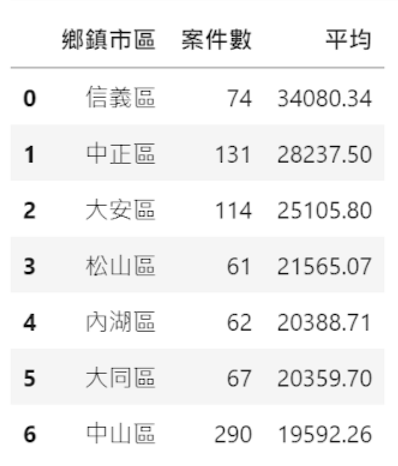 鄉鎮市區 案件數 平均
0 信義區 74 34080.34
1 中正區 131 28237.50
2 大安區 114 25105.80
3 松山區 61 21565.07
4 內湖區 62 20388.71
5 大同區 67 20359.70
6 中山區 290 19592.26